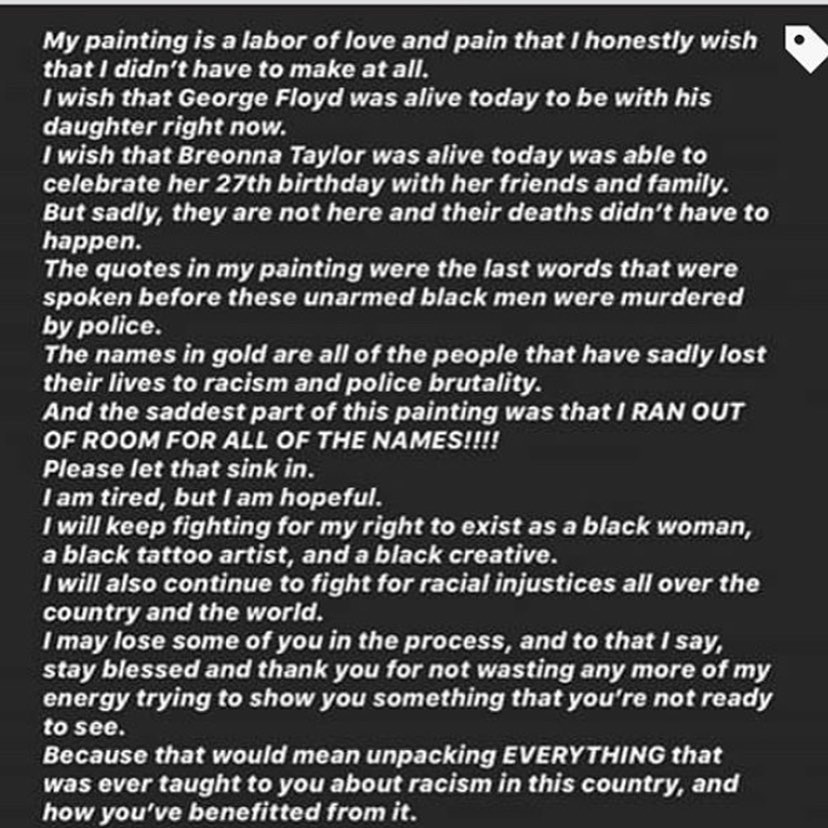 My painting is a labor of love and pain that I honestly wish
that I didn't have to make at all.
I wish that George Floyd was alive today to be with his
daughter right now.
I wish that Breonna Taylor was alive today was able to
celebrate her 27th birthday with her friends and family.
But sadly, they are not here and their deaths didn't have to
happen.
The quotes in my painting were the last words that were
spoken before these unarmed black men were murdered
by police.
The names in gold are all of the people that have sadly lost
their lives to racism and police brutality.
And the saddest part of this painting was that I RAN OUT
OF ROOM FOR ALL OF THE NAMES!!!!
Please let that sink in.
I am tired, but I am hopeful.
I will keep fighting for my right to exist as a black woman,
a black tattoo artist, and a black creative.
I will also continue to fight for racial injustices all over the
country and the world.
I may lose some of you in the process, and to that I say,
stay blessed and thank you for not wasting any more of my
energy trying to show you something that you're not ready
to see.
Because that would mean unpacking EVERYTHING that
was ever taught to you about racism in this country, and
how you've benefitted from it.